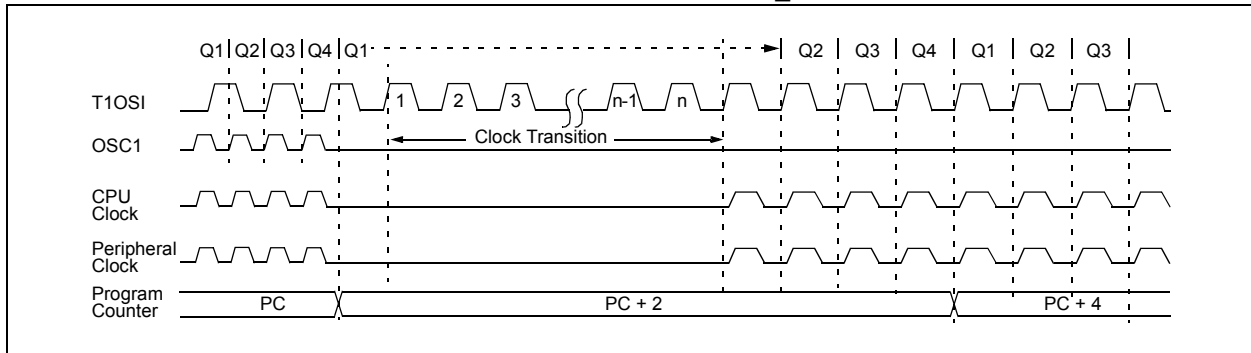 Q1 Q2 Q3 Q4 Q1 Q2 Q3 Q4 Q1 Q2 Q3
T1OSI 1 2 3 n-1 n
Clock Transition
OSC1
CPU
Clock
Peripheral
Clock
Program
Counter
PC PC + 2 PC + 4